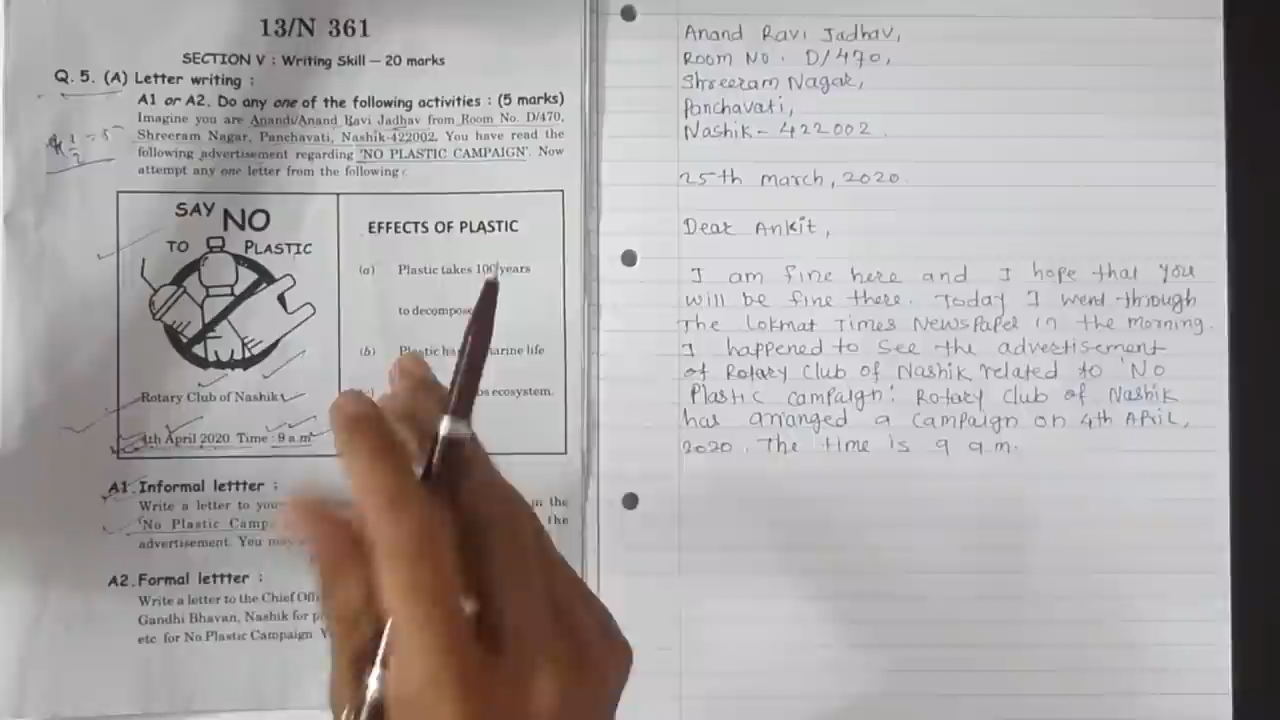 13/N 361
SECTION V : Writing Skill – 20 marks
Q. 5. (A) Letter writing :
A1 or A2. Do any one of the following activities : (5 marks)
Imagine you are Anandi/Anand Ravi Jadhav from Room No. D/470,
Shreeram Nagar, Panchavati, Nashik-422002. You have read the
following advertisement regarding 'NO PLASTIC CAMPAIGN'. Now
attempt any one letter from the following :
SAY NO
TO PLASTIC
Rotary Club of Nashik
4th April 2020 Time : 9 a m
EFFECTS OF PLASTIC
(a) Plastic takes 100 years
to decompose
(b) Plastic marine life
ecosystem.
A1. Informal lettter :
Write a letter to in the
'No Plastic the
advertisement. You may
A2. Formal lettter :
Write a letter to the Chief
Gandhi Bhavan, Nashik for
etc for No Plastic Campaign
Anand Ravi Jadhav,
Room No. D/470,
Shreeram Nagar,
Panchavati,
Nashik - 422002.
25th march, 2020.
Dear Ankit,
I am fine here and I hope that you
will be fine there. Today I went through
The Lokmat Times Newspaper in the morning.
I happened to see the advertisement
of Rotary Club of Nashik related to 'No
Plastic campaign'. Rotary club of Nashik
has arranged a campaign on 4th April,
2020. The time is 9 a.m.